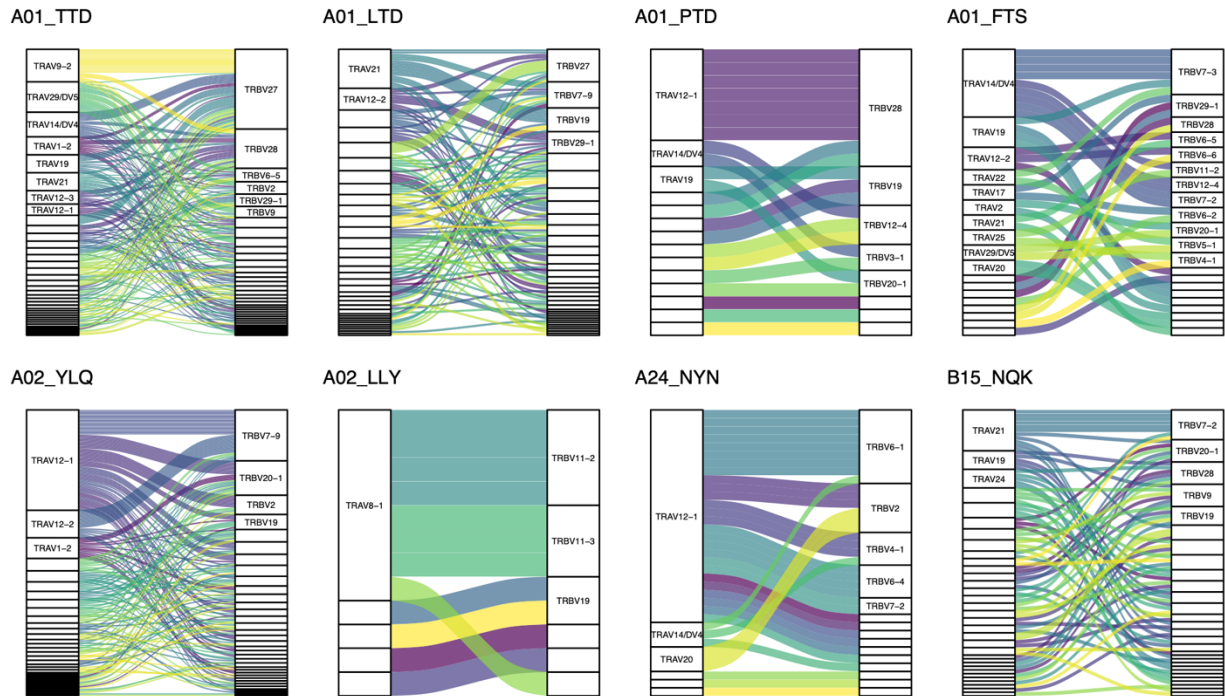 A01_TTD
TRAV9-2
TRAV29/DV5
TRAV14/DV4
TRAV1-2
TRAV19
TRAV21
TRAV12-3
TRAV12-1
TRBV27
TRBV28
TRBV6-5
TRBV2
TRBV29-1
TRBV9
A01_LTD
TRAV21
TRAV12-2
TRBV27
TRBV7-9
TRBV19
TRBV29-1
A01_PTD
TRAV12-1
TRAV14/DV4
TRAV19
TRBV28
TRBV19
TRBV12-4
TRBV3-1
TRBV20-1
A01_FTS
TRAV14/DV4
TRAV19
TRAV12-2
TRAV22
TRAV17
TRAV2
TRAV21
TRAV25
TRAV29/DV5
TRAV20
TRBV7-3
TRBV29-1
TRBV28
TRBV6-5
TRBV6-6
TRBV11-2
TRBV12-4
TRBV7-2
TRBV6-2
TRBV20-1
TRBV5-1
TRBV4-1
A02_YLQ
TRAV12-1
TRAV12-2
TRAV1-2
TRBV7-9
TRBV20-1
TRBV2
TRBV19
A02_LLY
TRAV8-1
TRBV11-2
TRBV11-3
TRBV19
A24_NYN
TRAV12-1
TRAV14/DV4
TRAV20
TRBV6-1
TRBV2
TRBV4-1
TRBV6-4
TRBV7-2
B15_NQK
TRAV21
TRAV19
TRAV24
TRBV7-2
TRBV20-1
TRBV28
TRBV9
TRBV19